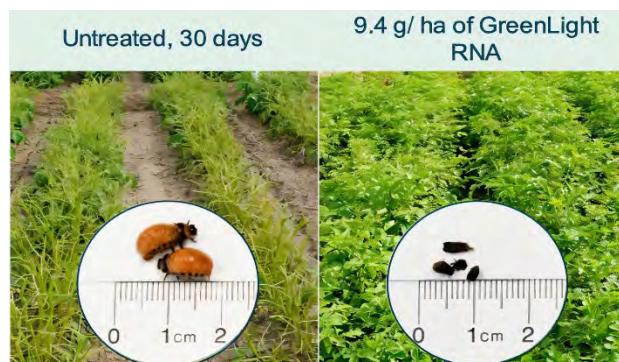 Untreated, 30 days
9.4 g/ ha of GreenLight
RNA
0 1cm 2
0 1cm 2